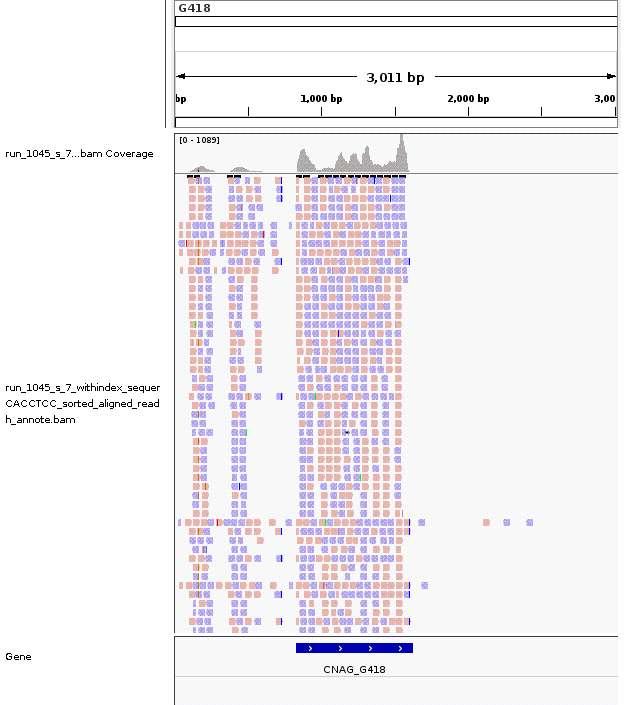 G418
3,011 bp
bp
1,000 bp
2,000 bp
3,00
run_1045_s_7...bam Coverage
[0 - 1089]
run_1045_s_7_withindex_sequer
CACCTCC_sorted_aligned_read
h_annote.bam
Gene
CNAG_G418